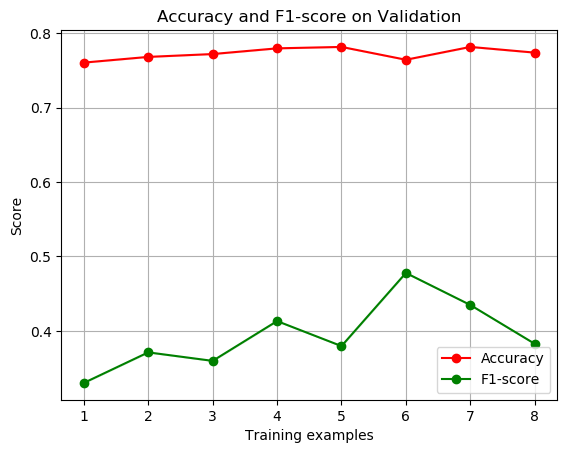 Accuracy and F1-score on Validation
0.8
0.7
0.6
0.5
0.4
Score
Accuracy
F1-score
1 2 3 4 5 6 7 8
Training examples